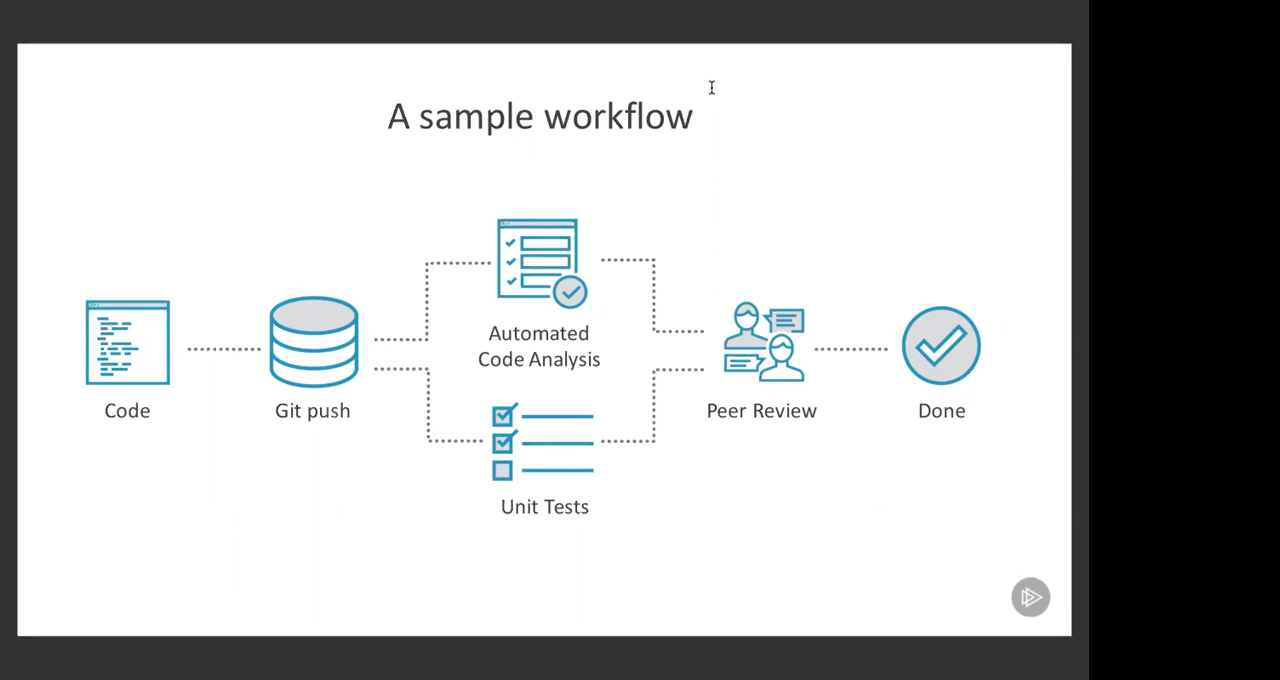 A sample workflow
Automated
Code Analysis
Code
Git push
Peer Review
Done
Unit Tests